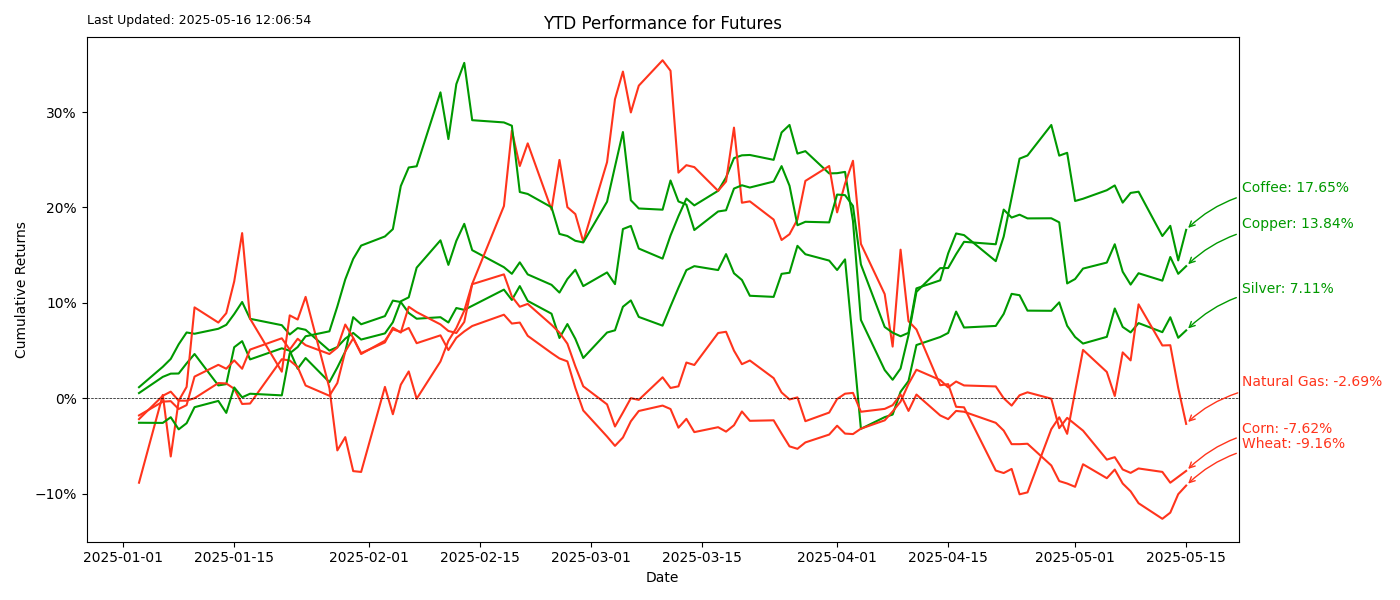 Last Updated: 2025-05-16 12:06:54
YTD Performance for Futures
Cumulative Returns
30%
20%
10%
0%
−10%
Coffee: 17.65%
Copper: 13.84%
Silver: 7.11%
Natural Gas: -2.69%
Corn: -7.62%
Wheat: -9.16%
2025-01-01 2025-01-15 2025-02-01 2025-02-15 2025-03-01 2025-03-15 2025-04-01 2025-04-15 2025-05-01 2025-05-15
Date